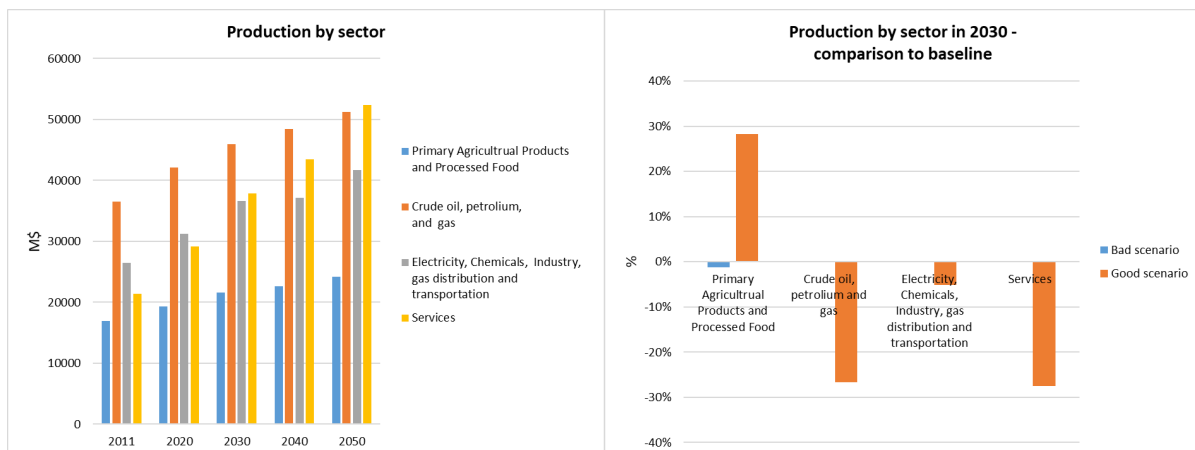 Production by sector
60000
50000
40000
30000
20000
10000
0
M$
2011 2020 2030 2040 2050
Primary Agricultrual Products
and Processed Food
Crude oil, petrolium,
and gas
Electricity, Chemicals, Industry,
gas distribution and
transportation
Services
Production by sector in 2030 -
comparison to baseline
40%
30%
20%
10%
0%
-10%
-20%
-30%
-40%
%
Primary
Agricultrual
Products and
Processed Food
Crude oil,
petrolium and
gas
Electricity,
Chemicals,
Industry, gas
distribution and
transportation
Services
Bad scenario
Good scenario